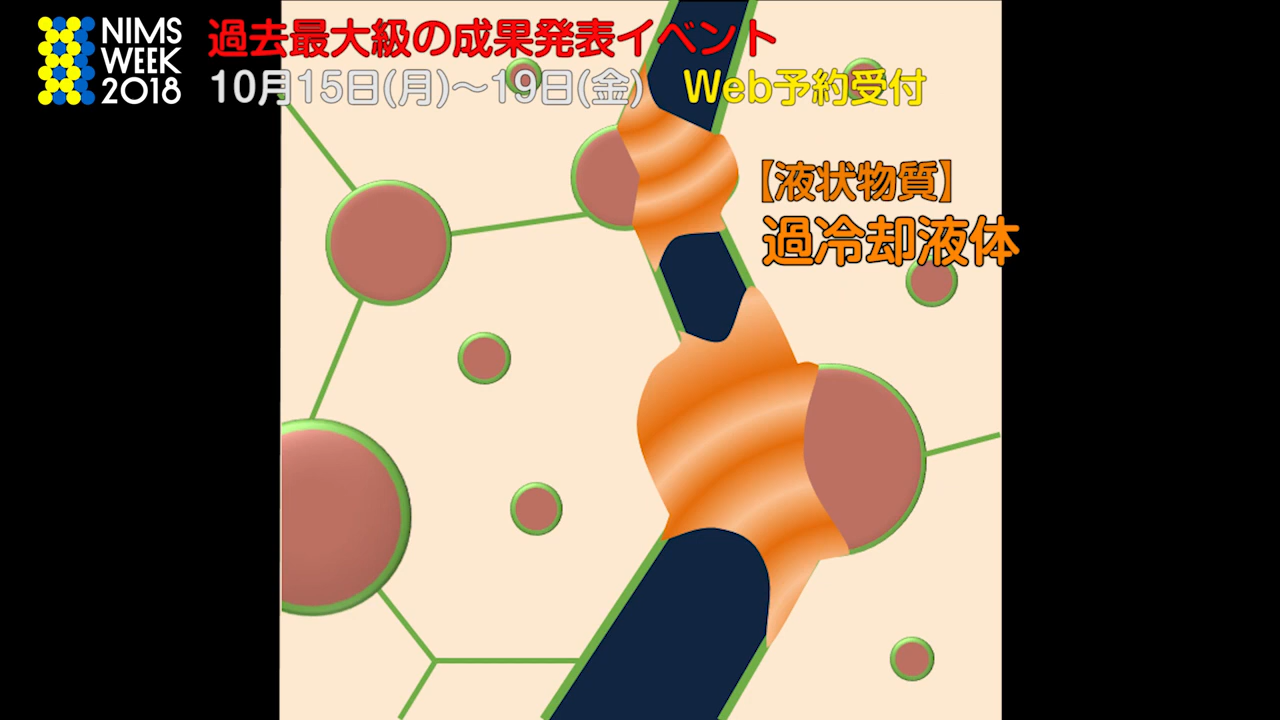 NIMS
WEEK
2018
過去最大級の成果発表イベント
10月15日(月)～19日(金) Web予約受付
【液状物質】
過冷却液体